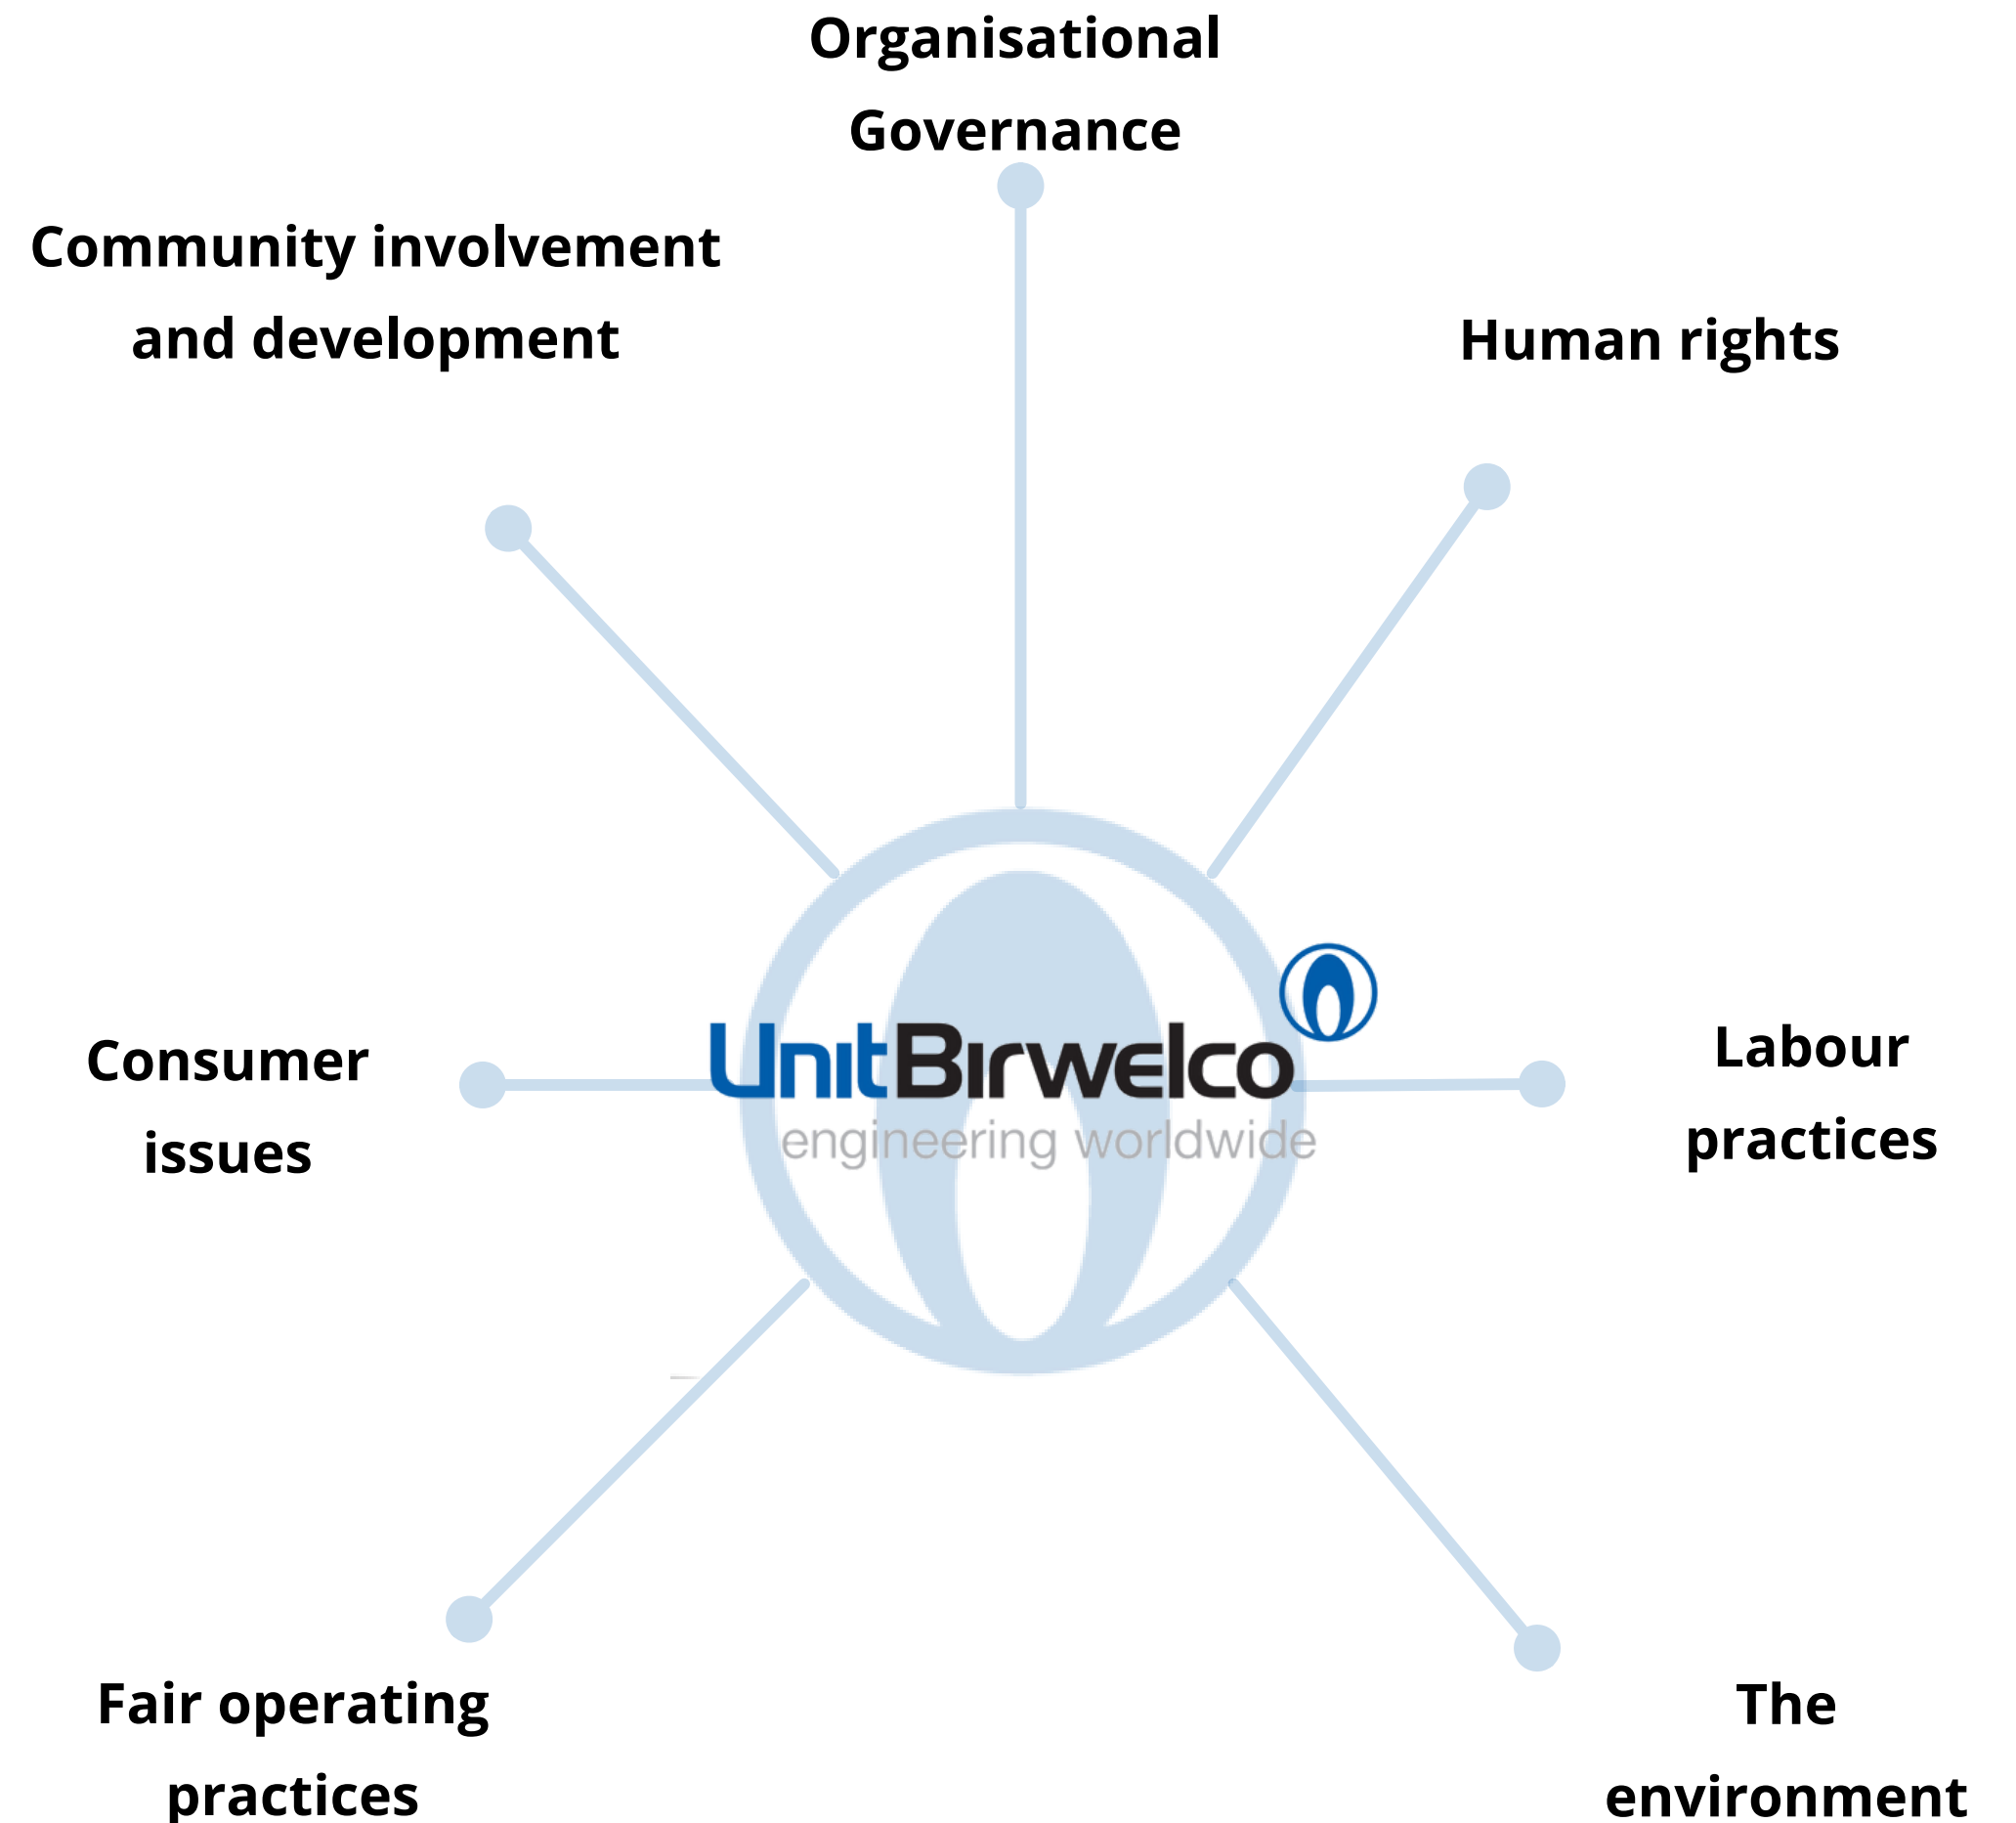 Organisational
Governance
Community involvement
and development
Human rights
UnitBirwelco
engineering worldwide
Consumer
issues
Labour
practices
Fair operating
practices
The
environment